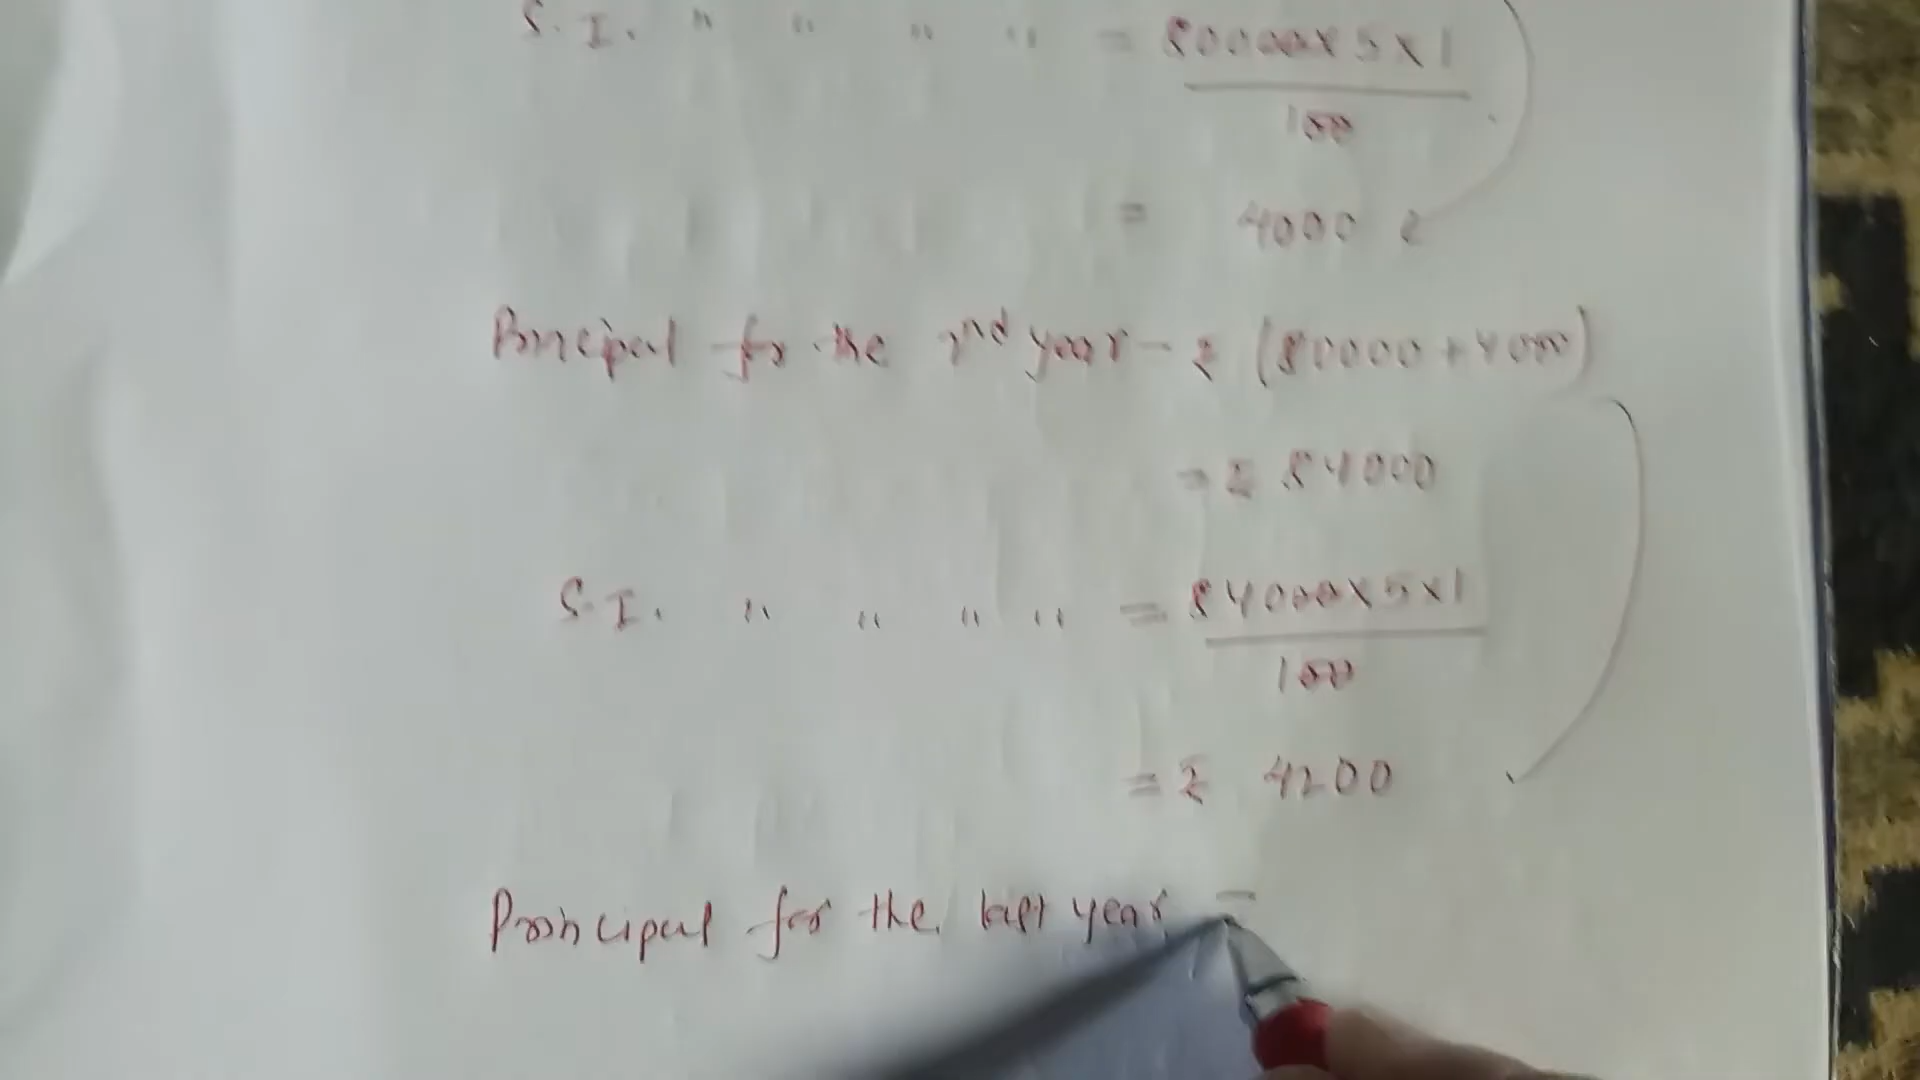 S.I. " " " " = 80000 x 5 x 1
100
= 4000 ₹
Principal for the 2nd year - ₹ (80000 + 4000)
= ₹ 84000
S.I. " " " " = 84000 x 5 x 1
100
= ₹ 4200
Principal for the last year =